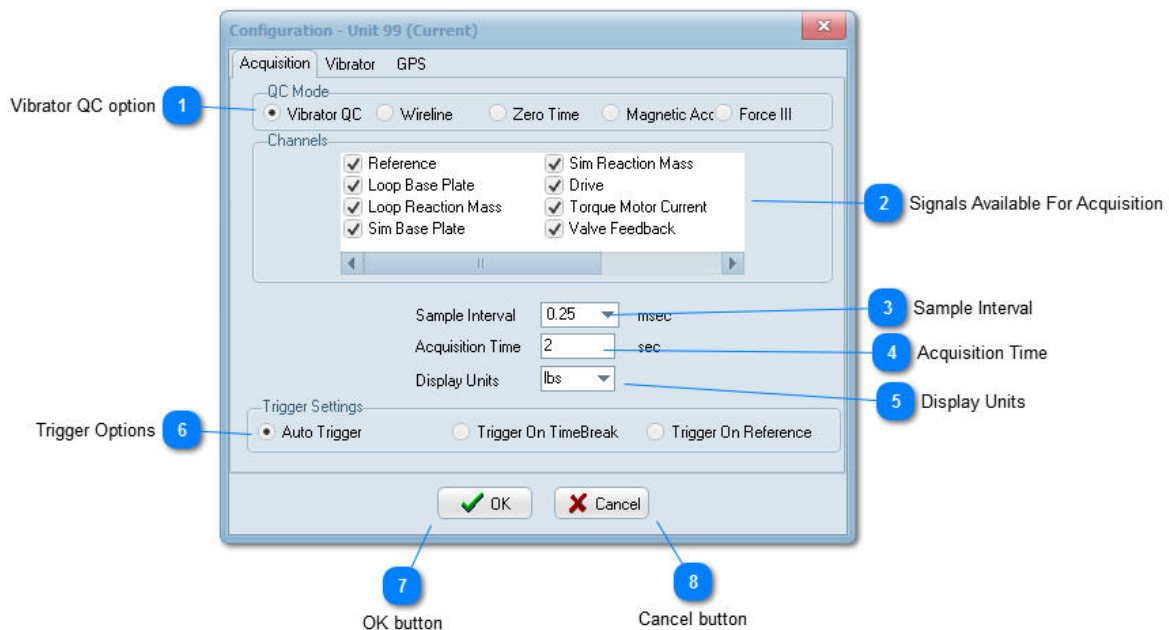 Configuration - Unit 99 (Current)
Acquisition Vibrator GPS
QC Mode
Vibrator QC Wireline Zero Time Magnetic Acc Force III
Vibrator QC option 1
Channels
Reference Sim Reaction Mass
Loop Base Plate Drive
Loop Reaction Mass Torque Motor Current
Sim Base Plate Valve Feedback
2 Signals Available For Acquisition
Sample Interval 0.25 msec
3 Sample Interval
Acquisition Time 2 sec
4 Acquisition Time
Display Units lbs
5 Display Units
Trigger Settings
Trigger Options 6
Auto Trigger Trigger On TimeBreak Trigger On Reference
OK Cancel
7 8
OK button Cancel button